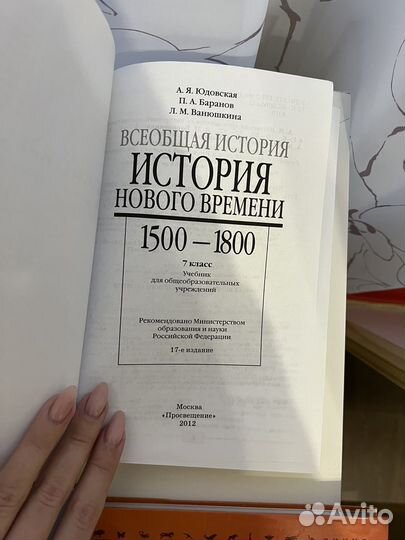 А. Я. Юдовская
П. А. Баранов
Л. М. Ванюшкина
ВСЕОБЩАЯ ИСТОРИЯ
ИСТОРИЯ
НОВОГО ВРЕМЕНИ
1500 — 1800
7 класс
Учебник
для общеобразовательных
учреждений
Рекомендовано Министерством
образования и науки
Российской Федерации
17-е издание
Москва
«Просвещение»
2012
Avito